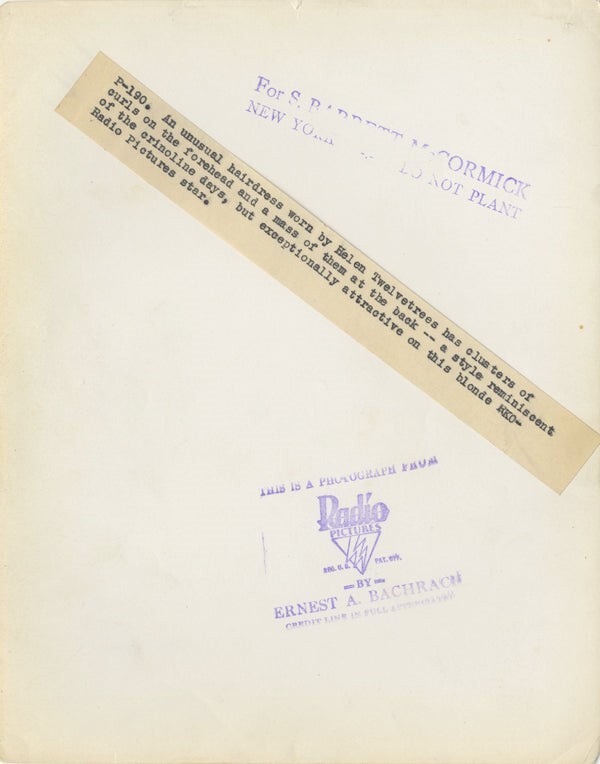 For S. BARRETT McCORMICK
NEW YORK DO NOT PLANT
P-190. An unusual hairdress worn by Helen Twelvetrees has clusters of
curls on the forehead and a mass of them at the back -- a style reminiscent
of the crinoline days, but exceptionally attractive on this blonde RKO-
Radio Pictures star.
THIS IS A PHOTOGRAPH FROM
Radio
PICTURES
REG. U.S. PAT. OFF.
BY
ERNEST A. BACHRACH
CREDIT LINE IN FULL